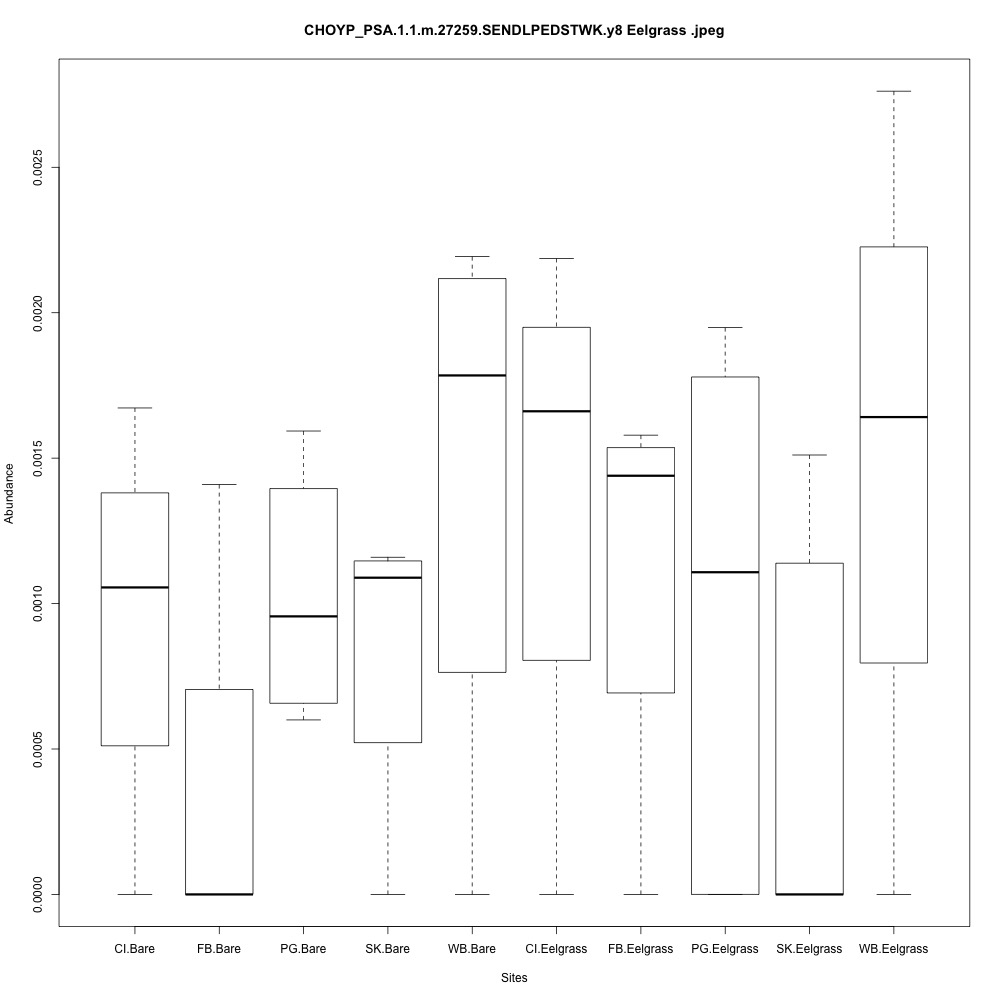 CHOYP_PSA.1.1.m.27259.SENDLPEDSTWK.y8 Eelgrass .jpeg
Abundance
0.0025
0.0020
0.0015
0.0010
0.0005
0.0000
CI.Bare FB.Bare PG.Bare SK.Bare WB.Bare CI.Eelgrass FB.Eelgrass PG.Eelgrass SK.Eelgrass WB.Eelgrass
Sites